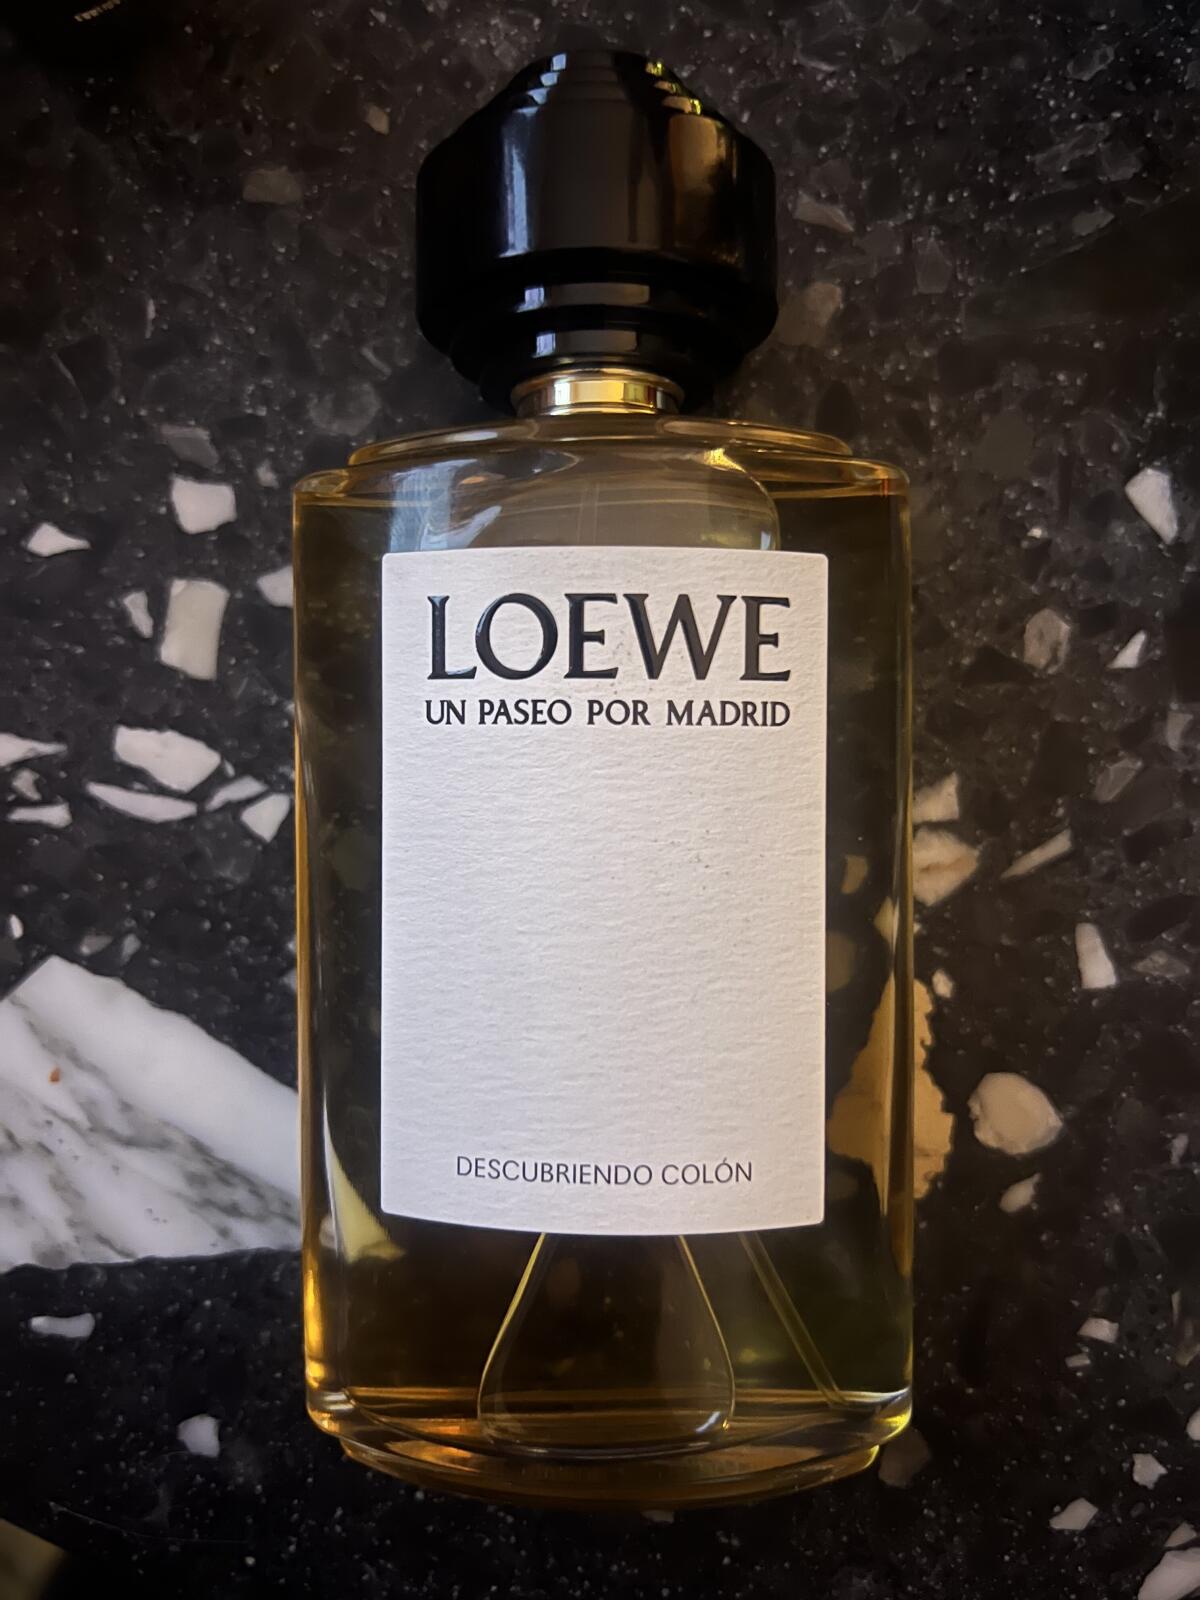 LOEWE
UN PASEO POR MADRID
DESCUBRIENDO COLÓN